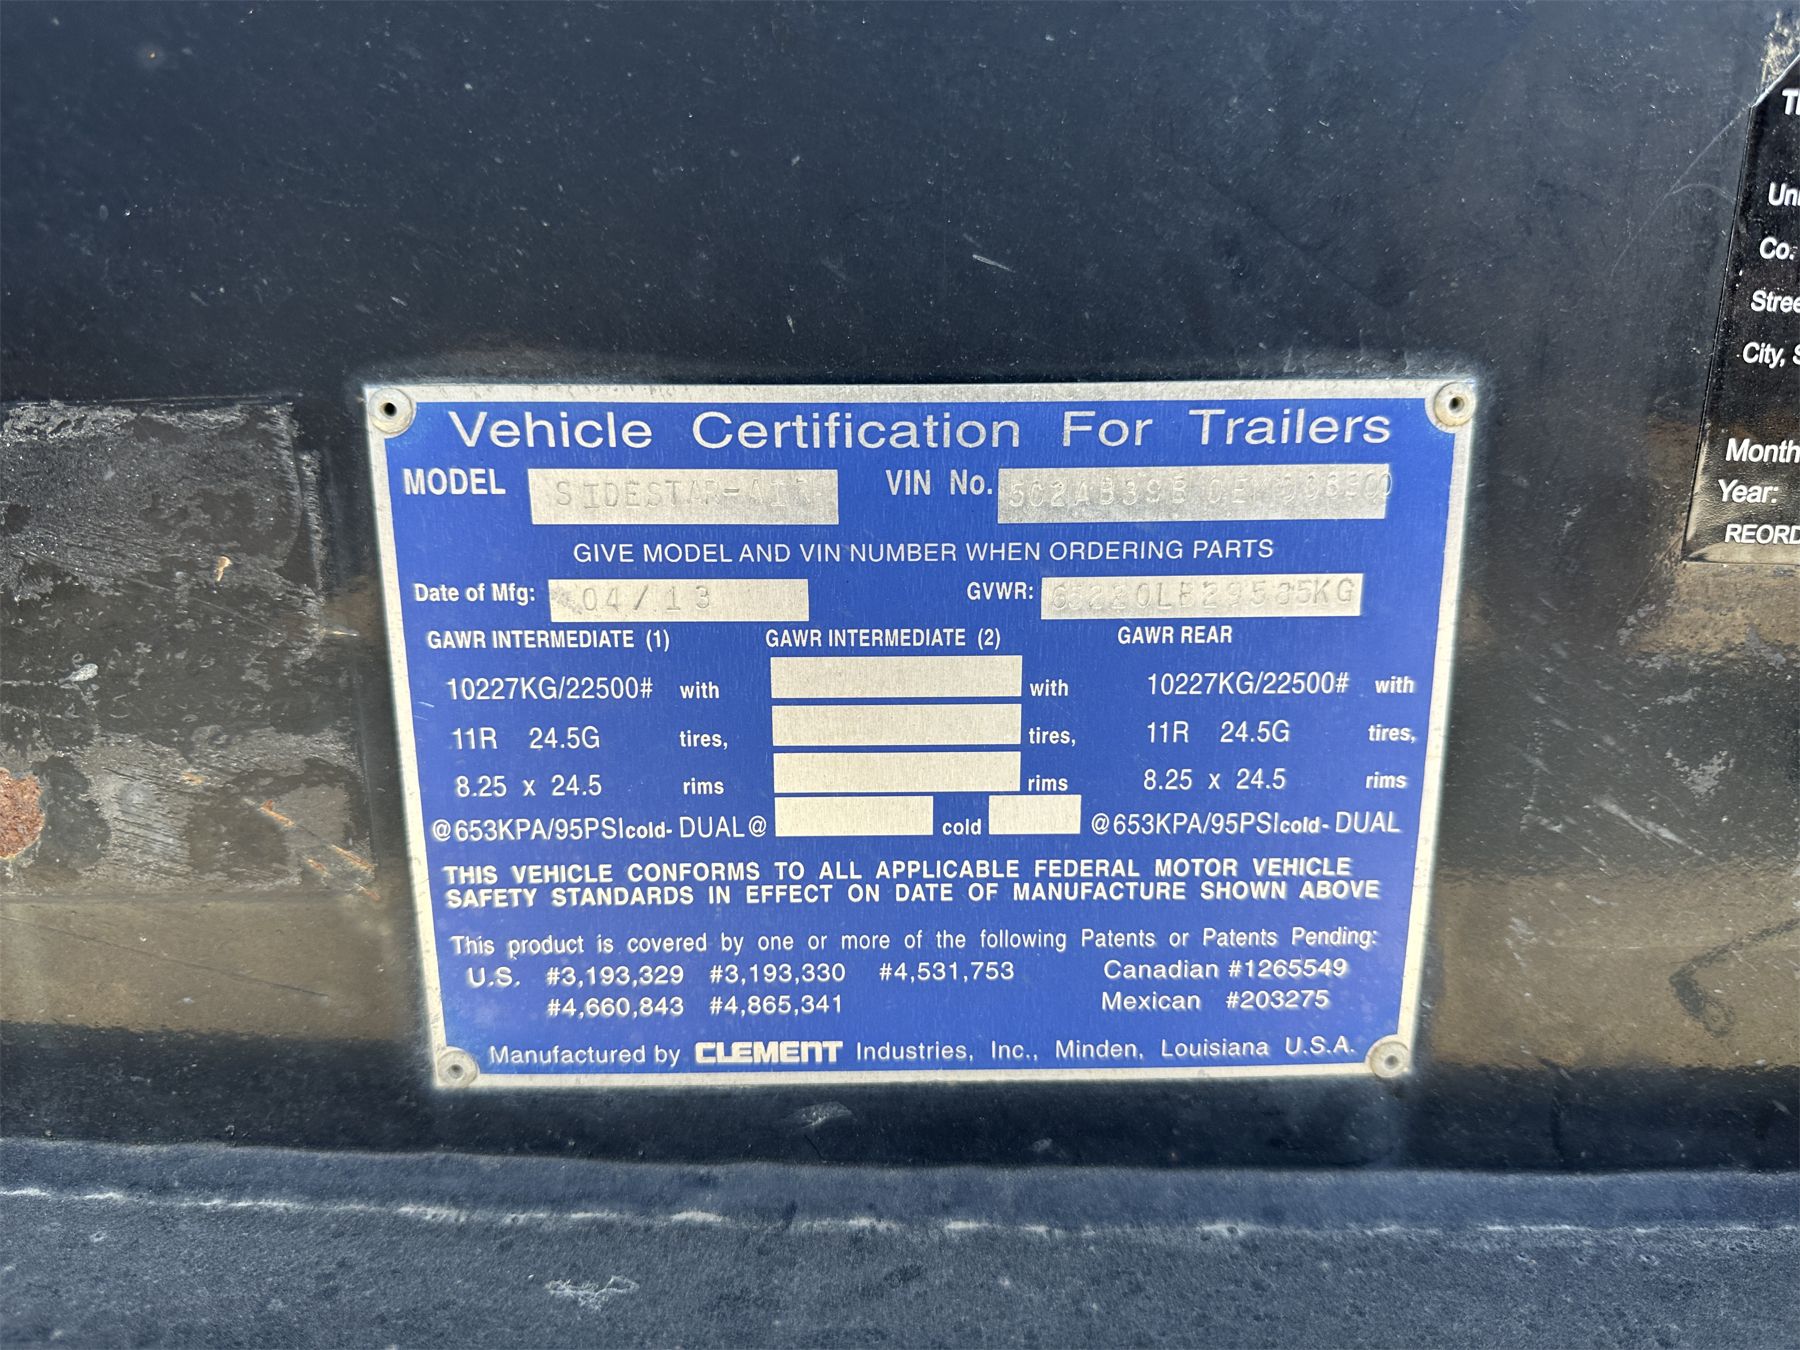 Vehicle Certification For Trailers
MODEL VIN No.
GIVE MODEL AND VIN NUMBER WHEN ORDERING PARTS
Date of Mfg: 04/13 GVWR:
GAWR INTERMEDIATE (1) GAWR INTERMEDIATE (2) GAWR REAR
10227KG/22500# with with 10227KG/22500# with
11R 24.5G tires, tires, 11R 24.5G tires,
8.25 x 24.5 rims rims 8.25 x 24.5 rims
@653KPA/95PSIcold- DUAL@ cold @653KPA/95PSIcold- DUAL
THIS VEHICLE CONFORMS TO ALL APPLICABLE FEDERAL MOTOR VEHICLE
SAFETY STANDARDS IN EFFECT ON DATE OF MANUFACTURE SHOWN ABOVE
This product is covered by one or more of the following Patents or Patents Pending:
U.S. #3,193,329 #3,193,330 #4,531,753 Canadian #1265549
#4,660,843 #4,865,341 Mexican #203275
Manufactured by CLEMENT Industries, Inc., Minden, Louisiana U.S.A.
Co.
City,
Month
Year: